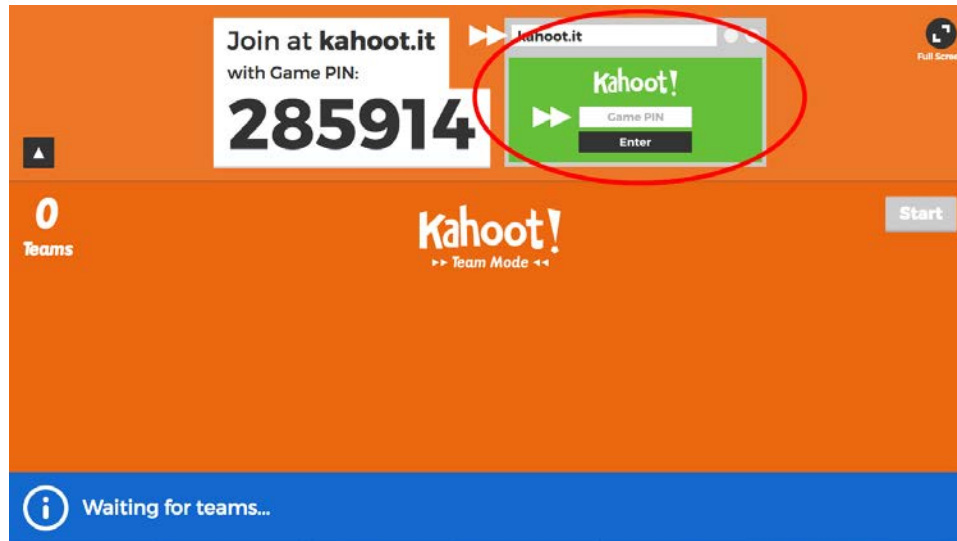 Join at kahoot.it
with Game PIN:
285914
kahoot.it
Kahoot!
Game PIN
Enter
Full Scree
0
Teams
Kahoot!
Team Mode
Start
Waiting for teams...